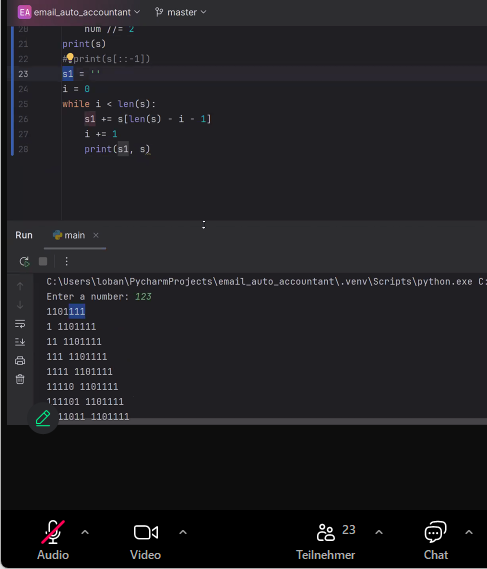 EA email_auto_accountant master
20 num //= 2
21 print(s)
22 #print(s[::-1])
23 s1 = ''
24 i = 0
25 while i < len(s):
26 s1 += s[len(s) - i - 1]
27 i += 1
28 print(s1, s)
Run main
C:\Users\loban\PycharmProjects\email_auto_accountant\.venv\Scripts\python.exe C:
Enter a number: 123
1101111
1 1101111
11 1101111
111 1101111
1111 1101111
11110 1101111
111101 1101111
11011 1101111
Audio
Video
23
Teilnehmer
Chat